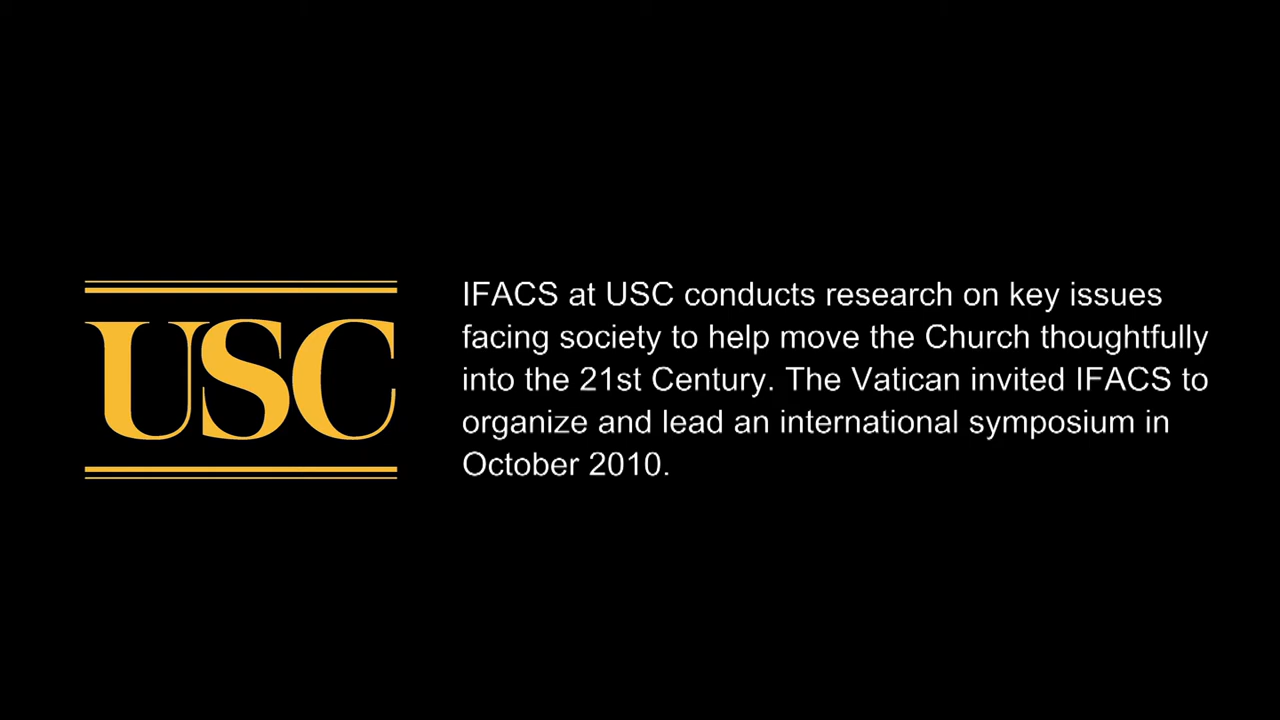 USC
IFACS at USC conducts research on key issues
facing society to help move the Church thoughtfully
into the 21st Century. The Vatican invited IFACS to
organize and lead an international symposium in
October 2010.